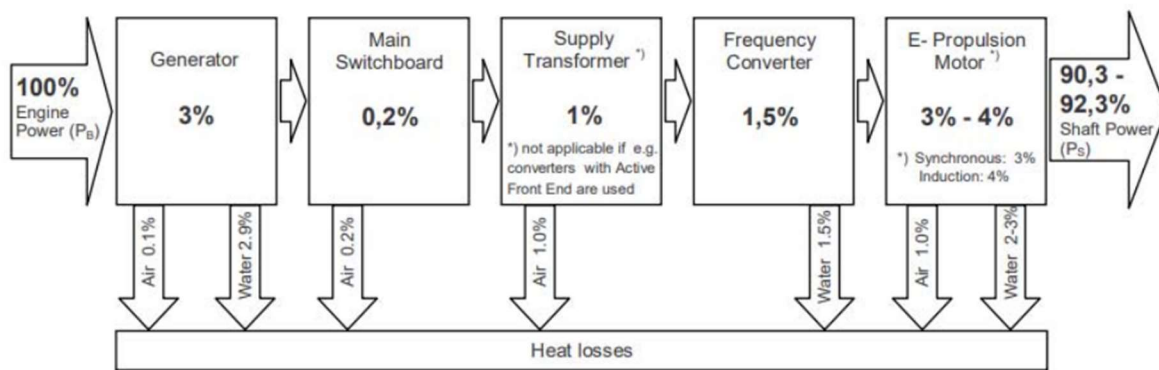 100%
Engine
Power (P_B)
Generator
3%
Main
Switchboard
0,2%
Supply
Transformer *)
1%
*) not applicable if e.g.
converters with Active
Front End are used
Frequency
Converter
1,5%
E- Propulsion
Motor *)
3% - 4%
*) Synchronous: 3%
Induction: 4%
90,3 -
92,3%
Shaft Power
(P_S)
Air 0.1%
Water 2.9%
Air 0.2%
Air 1.0%
Water 1.5%
Air 1.0%
Water 2-3%
Heat losses